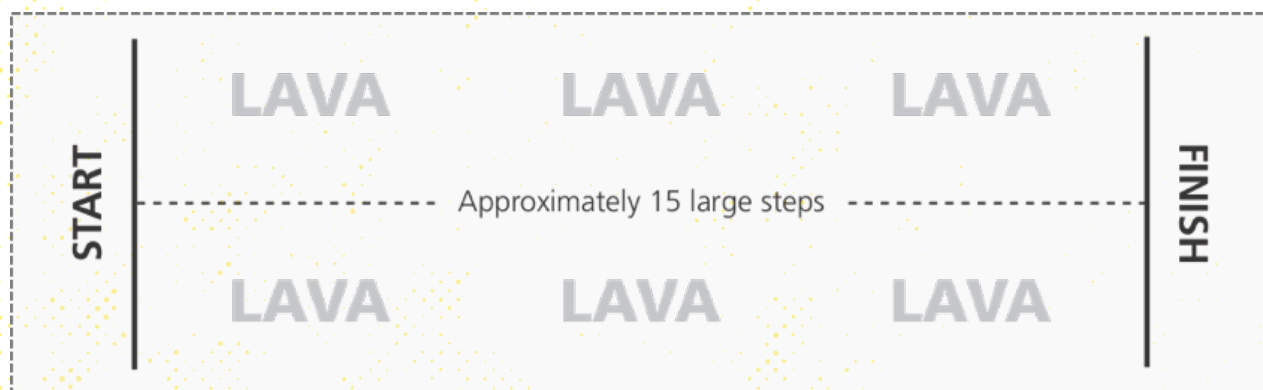 LAVA LAVA LAVA
START
Approximately 15 large steps
FINISH
LAVA LAVA LAVA